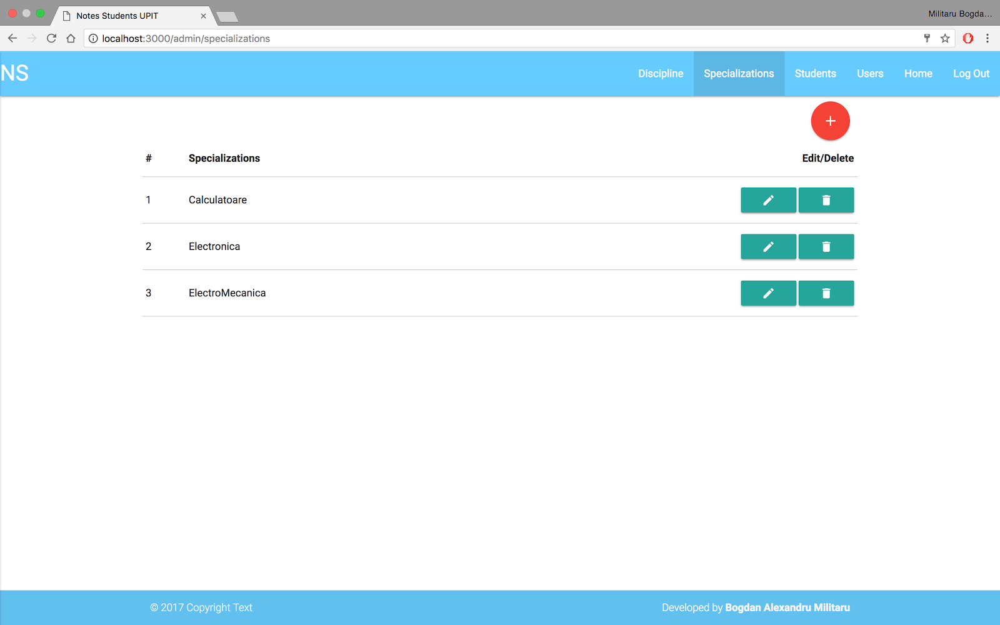 Notes Students UPIT
Militaru Bogda...
localhost:3000/admin/specializations
NS
Discipline
Specializations
Students
Users
Home
Log Out
+
# Specializations Edit/Delete
1 Calculatoare
2 Electronica
3 ElectroMecanica
© 2017 Copyright Text
Developed by Bogdan Alexandru Militaru